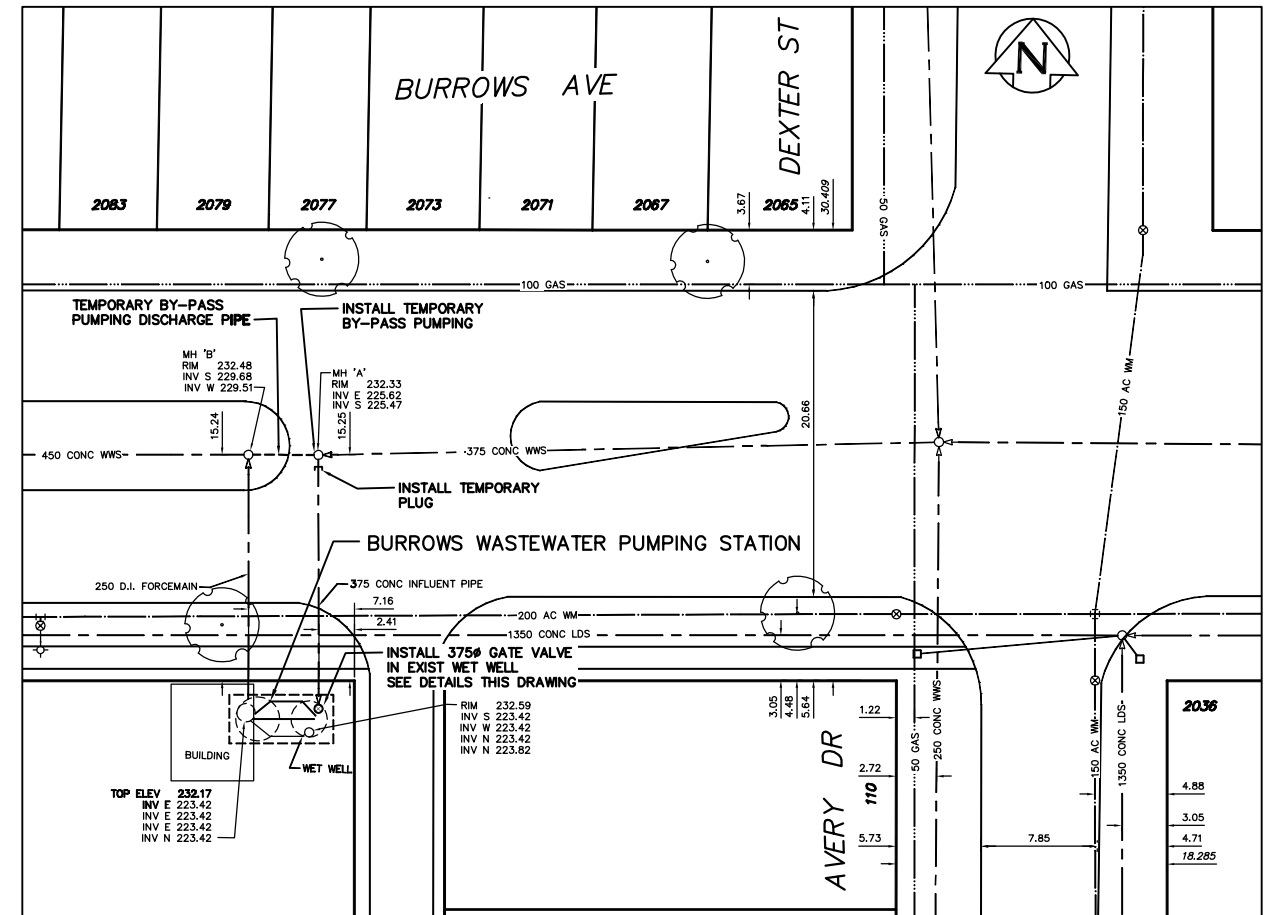 BURROWS AVE
DEXTER ST
N
2083
2079
2077
2073
2071
2067
2065
3.67
4.11
30.409
50 GAS
100 GAS
100 GAS
TEMPORARY BY-PASS
PUMPING DISCHARGE PIPE
INSTALL TEMPORARY
BY-PASS PUMPING
MH 'B'
RIM 232.48
INV S 229.68
INV W 229.51
MH 'A'
RIM 232.33
INV E 225.62
INV S 225.47
15.24
15.25
20.66
150 AC WM
450 CONC WWS
375 CONC WWS
INSTALL TEMPORARY
PLUG
BURROWS WASTEWATER PUMPING STATION
250 D.I. FORCEMAIN
375 CONC INFLUENT PIPE
7.16
2.41
200 AC WM
1350 CONC LDS
INSTALL 375ø GATE VALVE
IN EXIST WET WELL
SEE DETAILS THIS DRAWING
RIM 232.59
INV S 223.42
INV W 223.42
INV N 223.42
INV N 223.82
BUILDING
WET WELL
TOP ELEV 232.17
INV E 223.42
INV E 223.42
INV E 223.42
INV N 223.42
3.05
4.48
5.64
1.22
2.72
5.73
110
AVERY DR
50 GAS
250 CONC WWS
7.85
150 AC WM
1350 CONC LDS
2036
4.88
3.05
4.71
18.285